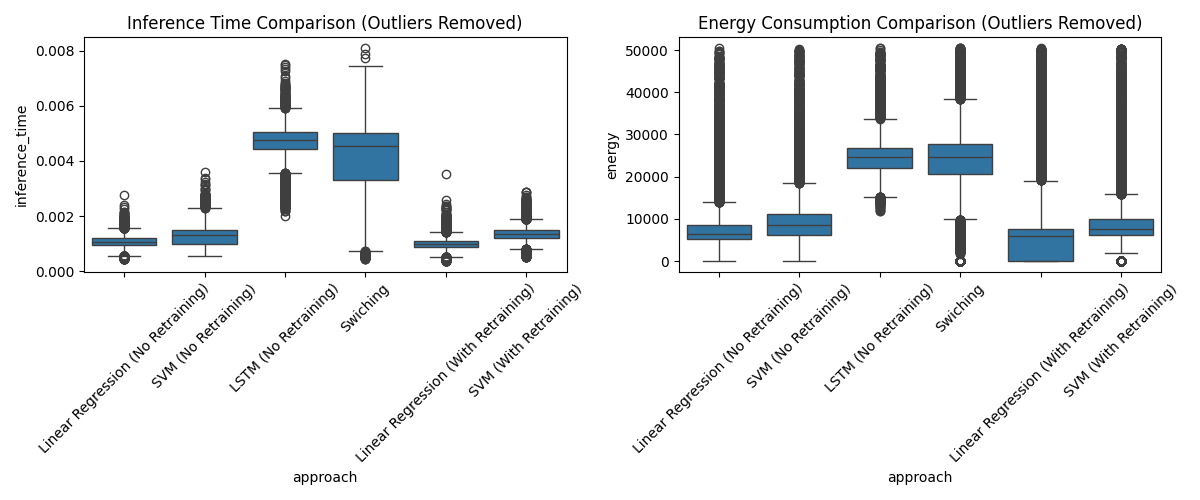 Inference Time Comparison (Outliers Removed)
inference_time
0.008
0.006
0.004
0.002
0.000
Linear Regression (No Retraining)
SVM (No Retraining)
LSTM (No Retraining)
Swiching
Linear Regression (With Retraining)
SVM (With Retraining)
approach
Energy Consumption Comparison (Outliers Removed)
energy
50000
40000
30000
20000
10000
0
Linear Regression (No Retraining)
SVM (No Retraining)
LSTM (No Retraining)
Swiching
Linear Regression (With Retraining)
SVM (With Retraining)
approach